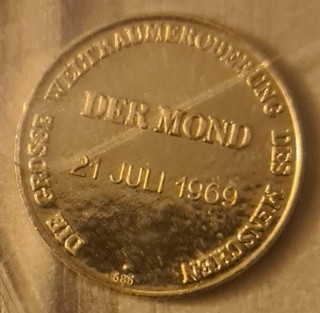 DIE GROSSE WELTRAUMEROBERUNG DES MENSCHEN
DER MOND
21 JULI 1969